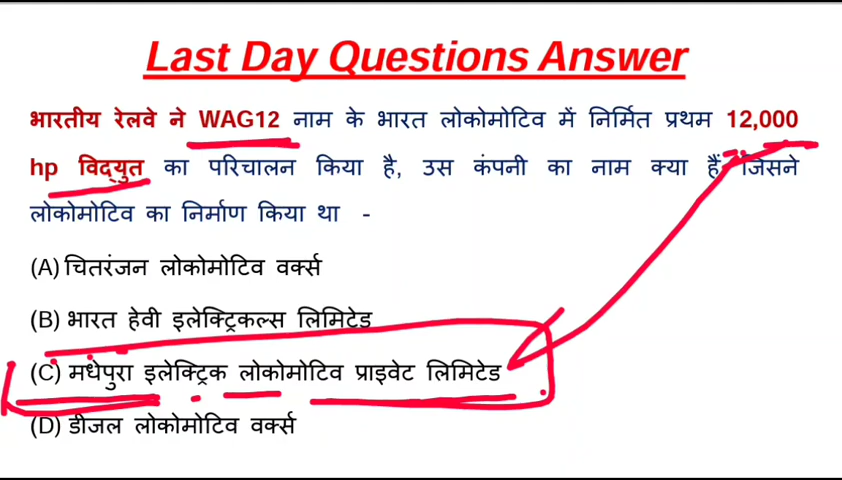 Last Day Questions Answer
भारतीय रेलवे ने WAG12 नाम के भारत लोकोमोटिव में निर्मित प्रथम 12,000
hp विद्युत का परिचालन किया है, उस कंपनी का नाम क्या हैं जिसने
लोकोमोटिव का निर्माण किया था -
(A) चितरंजन लोकोमोटिव वर्क्स
(B) भारत हेवी इलेक्ट्रिकल्स लिमिटेड
(C) मधेपुरा इलेक्ट्रिक लोकोमोटिव प्राइवेट लिमिटेड
(D) डीजल लोकोमोटिव वर्क्स